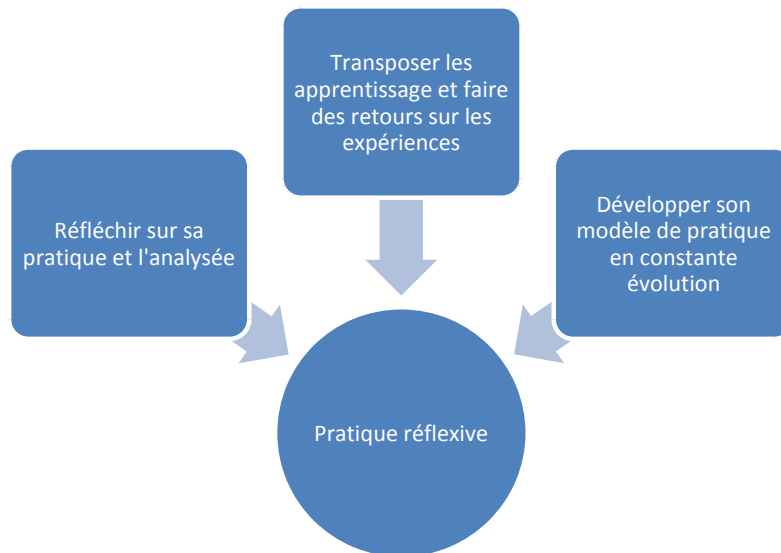 Transposer les
apprentissage et faire
des retours sur les
expériences
Réfléchir sur sa
pratique et l'analysée
Développer son
modèle de pratique
en constante
évolution
Pratique réflexive